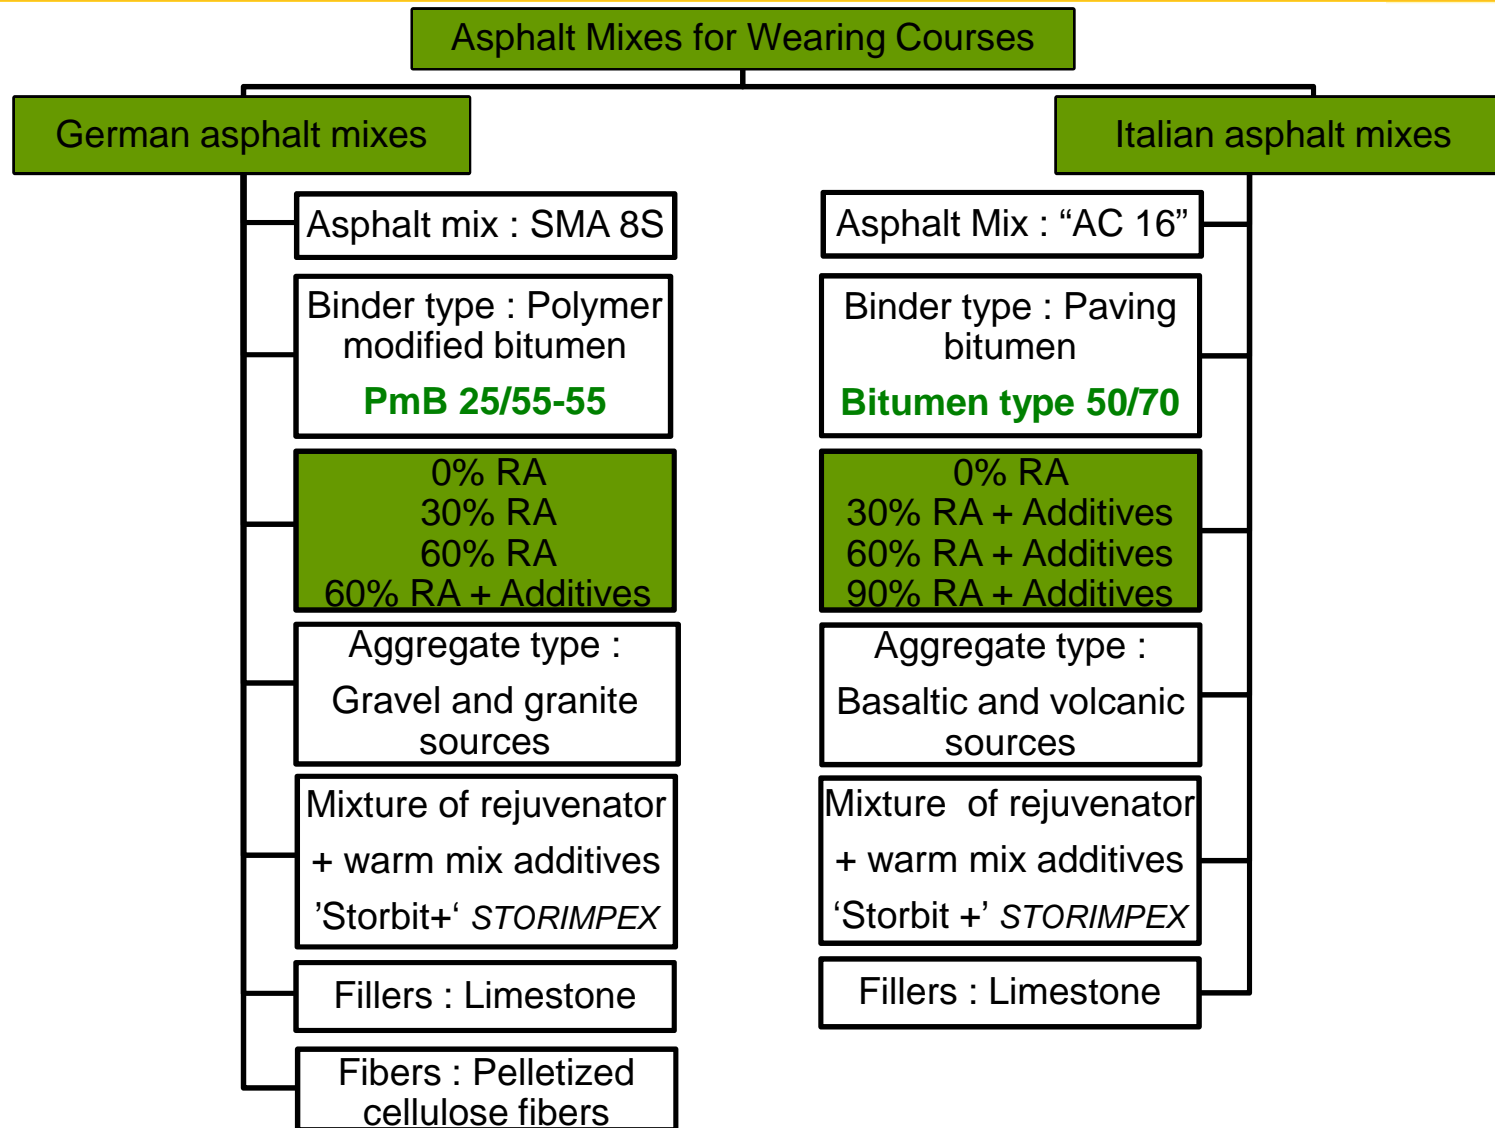 Asphalt Mixes for Wearing Courses
German asphalt mixes
Asphalt mix : SMA 8S
Binder type : Polymer
modified bitumen
PmB 25/55-55
0% RA
30% RA
60% RA
60% RA + Additives
Aggregate type :
Gravel and granite
sources
Mixture of rejuvenator
+ warm mix additives
’Storbit+‘ STORIMPEX
Fillers : Limestone
Fibers : Pelletized
cellulose fibers
Italian asphalt mixes
Asphalt Mix : “AC 16”
Binder type : Paving
bitumen
Bitumen type 50/70
0% RA
30% RA + Additives
60% RA + Additives
90% RA + Additives
Aggregate type :
Basaltic and volcanic
sources
Mixture  of rejuvenator
+ warm mix additives
‘Storbit +’ STORIMPEX
Fillers : Limestone